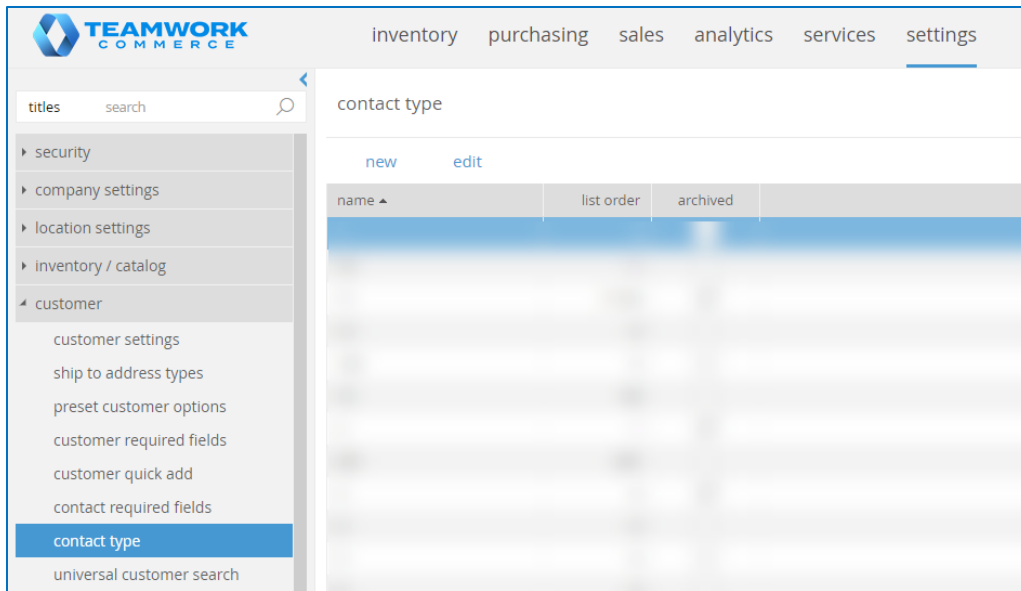 TEAMWORK
COMMERCE
inventory purchasing sales analytics services settings
titles search
contact type
security
new edit
company settings
name list order archived
location settings
inventory / catalog
customer
customer settings
ship to address types
preset customer options
customer required fields
customer quick add
contact required fields
contact type
universal customer search